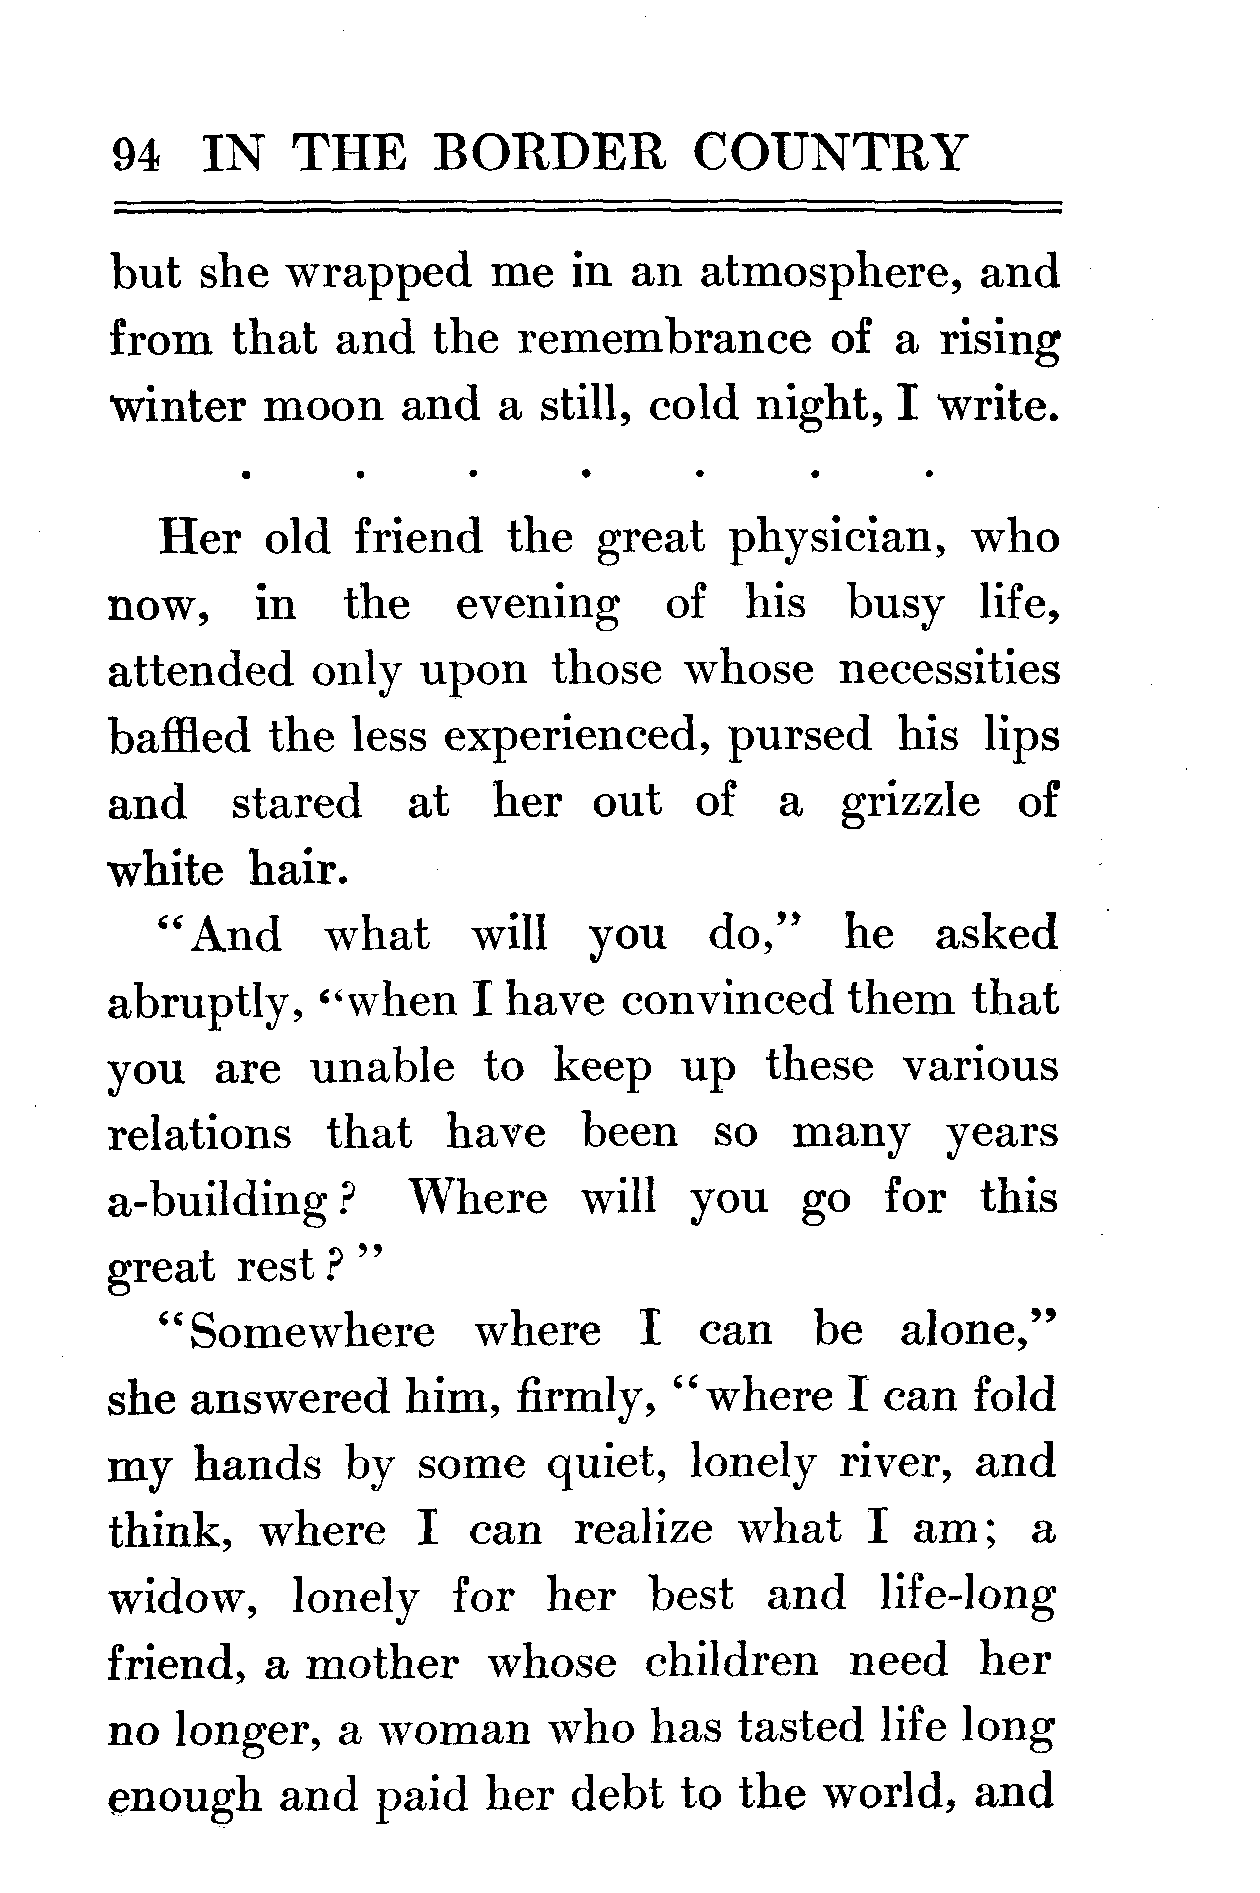 94 IN THE BORDER COUNTRY
but she wrapped me in an atmosphere, and
from that and the remembrance of a rising
winter moon and a still, cold night, I write.
. . . . . . .
Her old friend the great physician, who
now, in the evening of his busy life,
attended only upon those whose necessities
baffled the less experienced, pursed his lips
and stared at her out of a grizzle of
white hair.
“And what will you do,” he asked
abruptly, “when I have convinced them that
you are unable to keep up these various
relations that have been so many years
a-building? Where will you go for this
great rest?”
“Somewhere where I can be alone,”
she answered him, firmly, “where I can fold
my hands by some quiet, lonely river, and
think, where I can realize what I am; a
widow, lonely for her best and life-long
friend, a mother whose children need her
no longer, a woman who has tasted life long
enough and paid her debt to the world, and